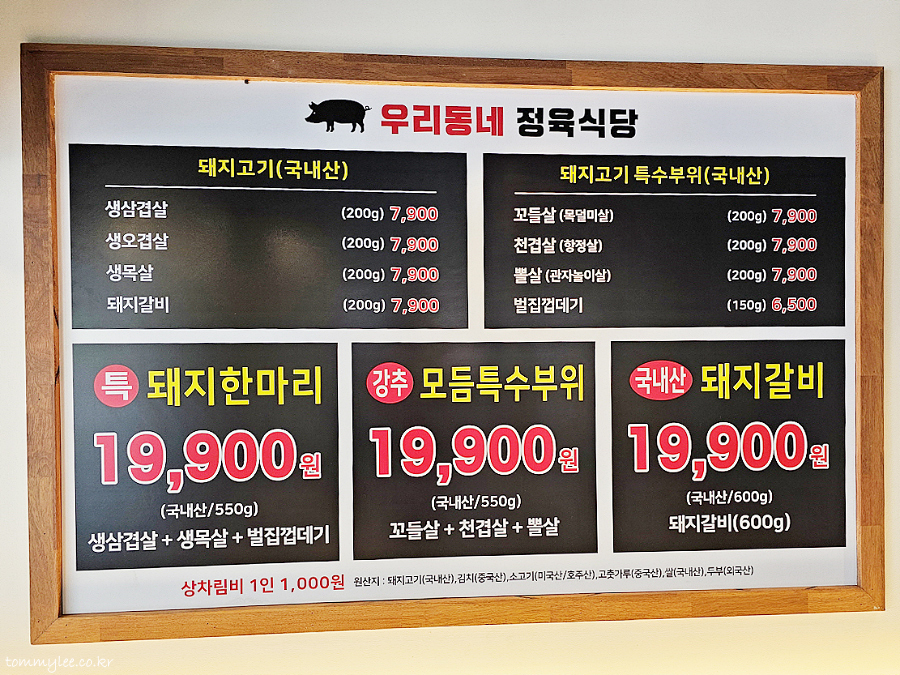 우리동네 정육식당
돼지고기(국내산)
생삼겹살 (200g) 7,900
생오겹살 (200g) 7,900
생목살 (200g) 7,900
돼지갈비 (200g) 7,900
돼지고기 특수부위(국내산)
꼬들살 (목덜미살) (200g) 7,900
천겹살 (항정살) (200g) 7,900
뽈살 (관자놀이살) (200g) 7,900
벌집껍데기 (150g) 6,500
특 돼지한마리
19,900원
(국내산/550g)
생삼겹살 + 생목살 + 벌집껍데기
강추 모듬특수부위
19,900원
(국내산/550g)
꼬들살 + 천겹살 + 뽈살
국내산 돼지갈비
19,900원
(국내산/600g)
돼지갈비(600g)
상차림비 1인 1,000원 원산지 : 돼지고기(국내산),김치(중국산),소고기(미국산/호주산),고춧가루(중국산),쌀(국내산),두부(외국산)
tommylee.co.kr